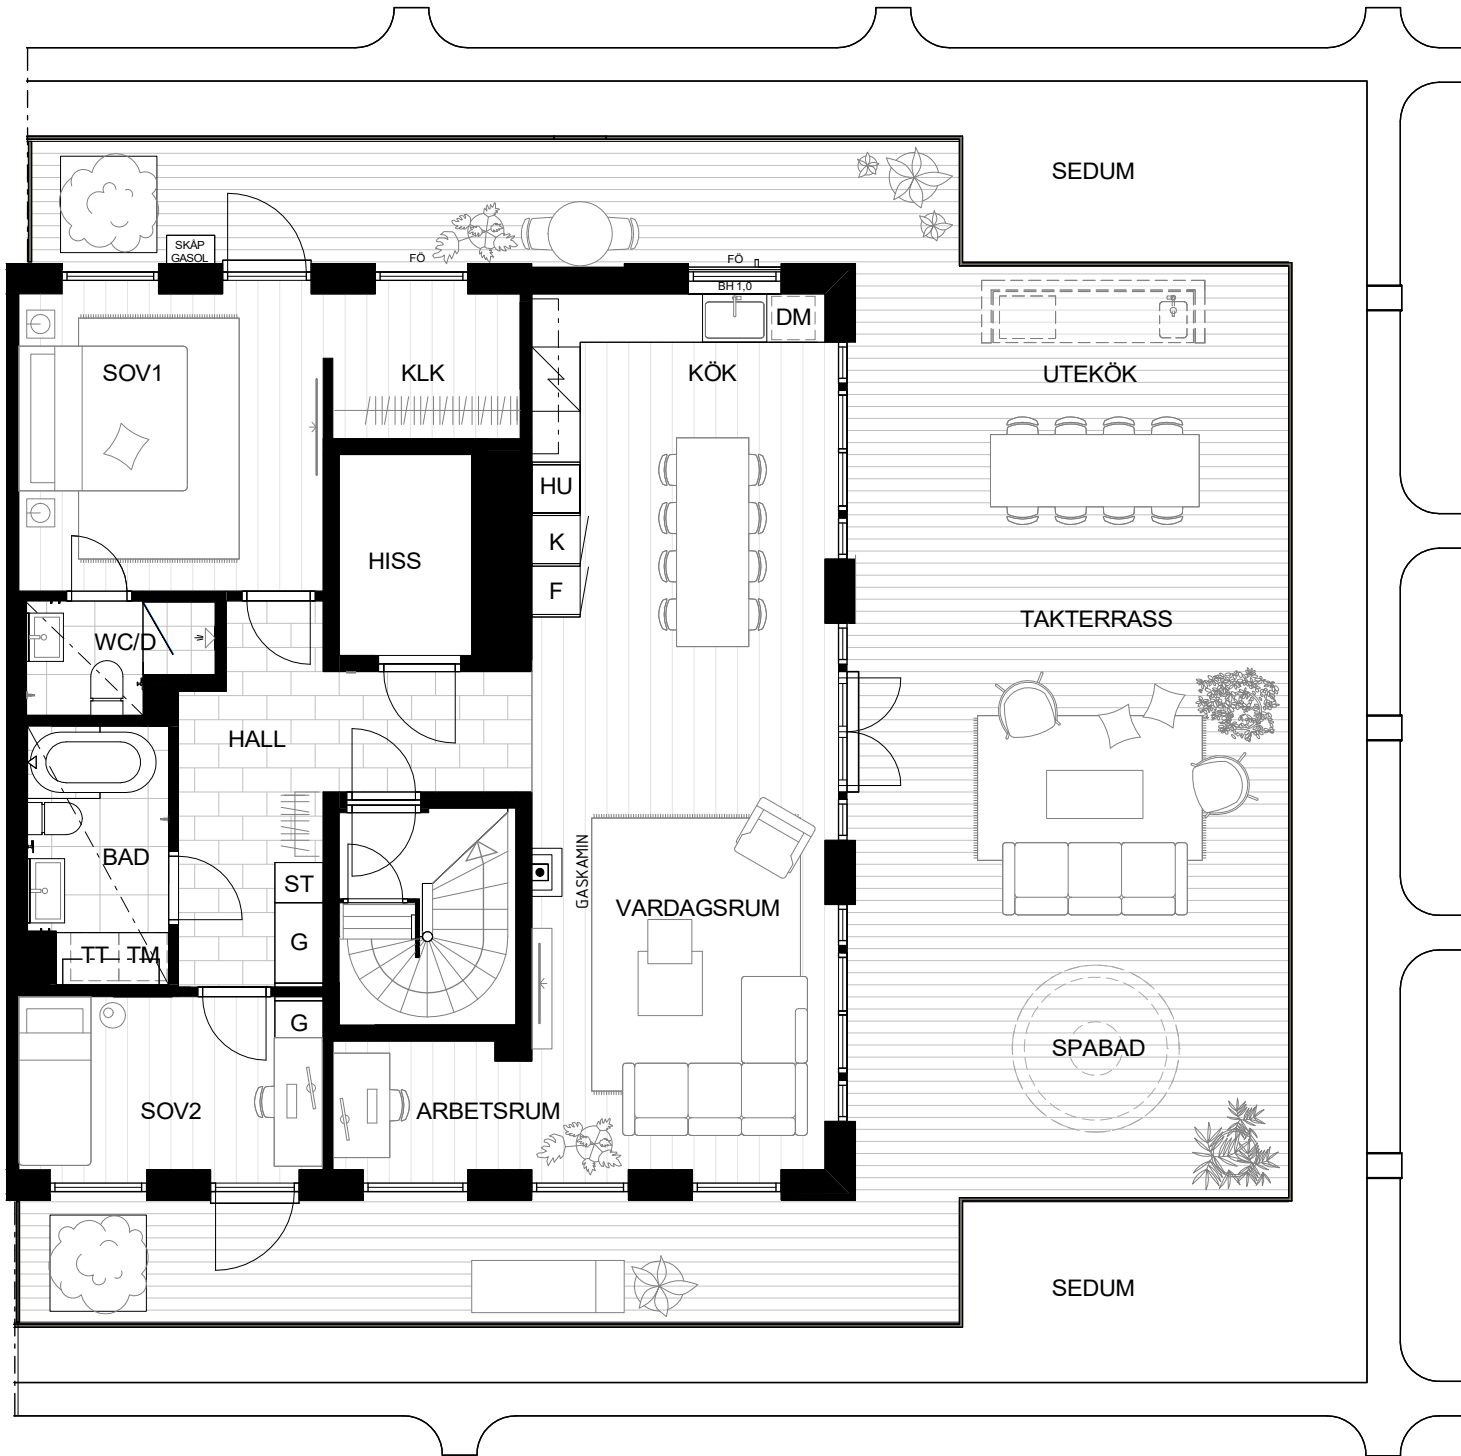 SEDUM
SKÅP
GASOL
FÖ
FÖ
BH 1,0
DM
SOV1
KLK
KÖK
UTEKÖK
HU
K
HISS
F
TAKTERRASS
WC/D
HALL
BAD
GASKAMIN
ST
VARDAGSRUM
G
TT TM
G
SPABAD
SOV2
ARBETSRUM
SEDUM